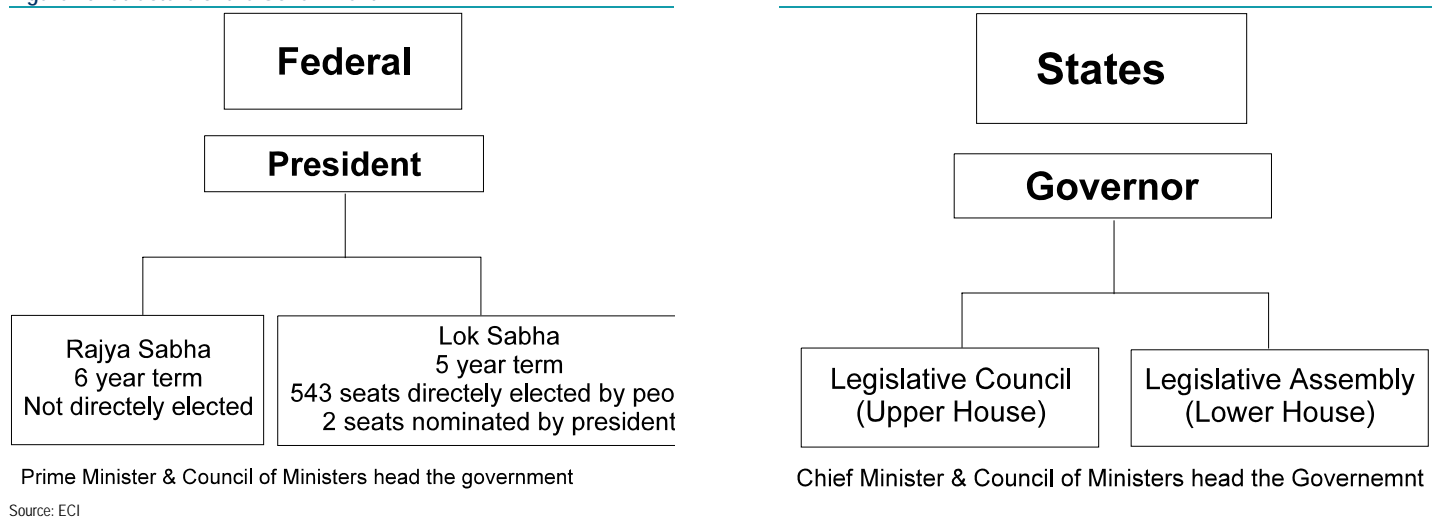 Federal
President
Rajya Sabha
6 year term
Not directely elected
Lok Sabha
5 year term
543 seats directely elected by peo
2 seats nominated by president
Prime Minister & Council of Ministers head the government
Source: ECI
States
Governor
Legislative Council
(Upper House)
Legislative Assembly
(Lower House)
Chief Minister & Council of Ministers head the Governemnt